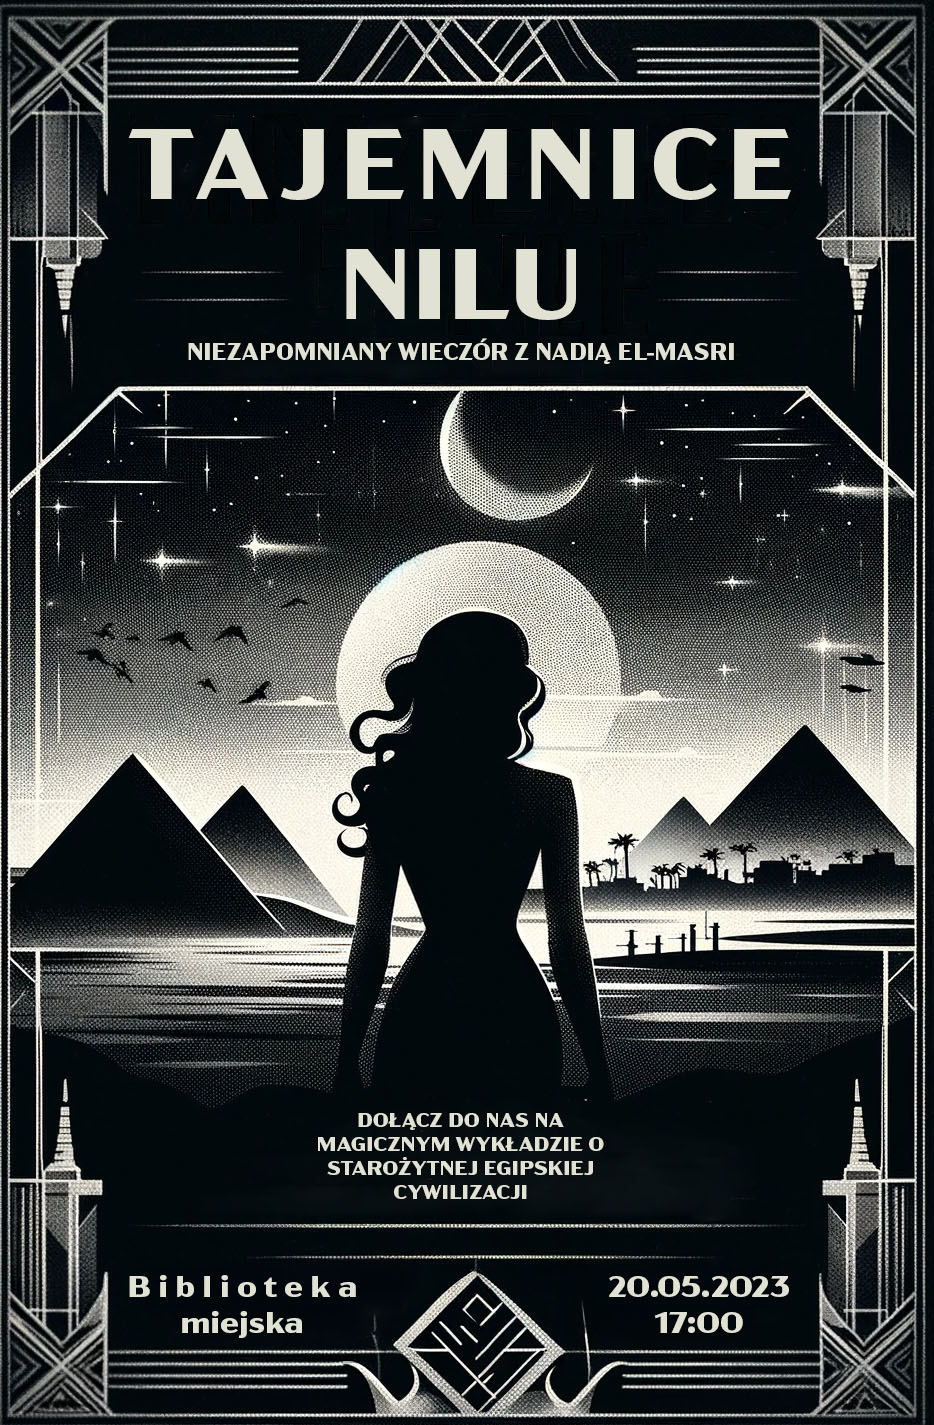 TAJEMNICE
NILU
NIEZAPOMNIANY WIECZÓR Z NADIĄ EL-MASRI
DOŁĄCZ DO NAS NA
MAGICZNYM WYKŁADZIE O
STAROŻYTNEJ EGIPSKIEJ
CYWILIZACJI
Biblioteka
miejska
20.05.2023
17:00